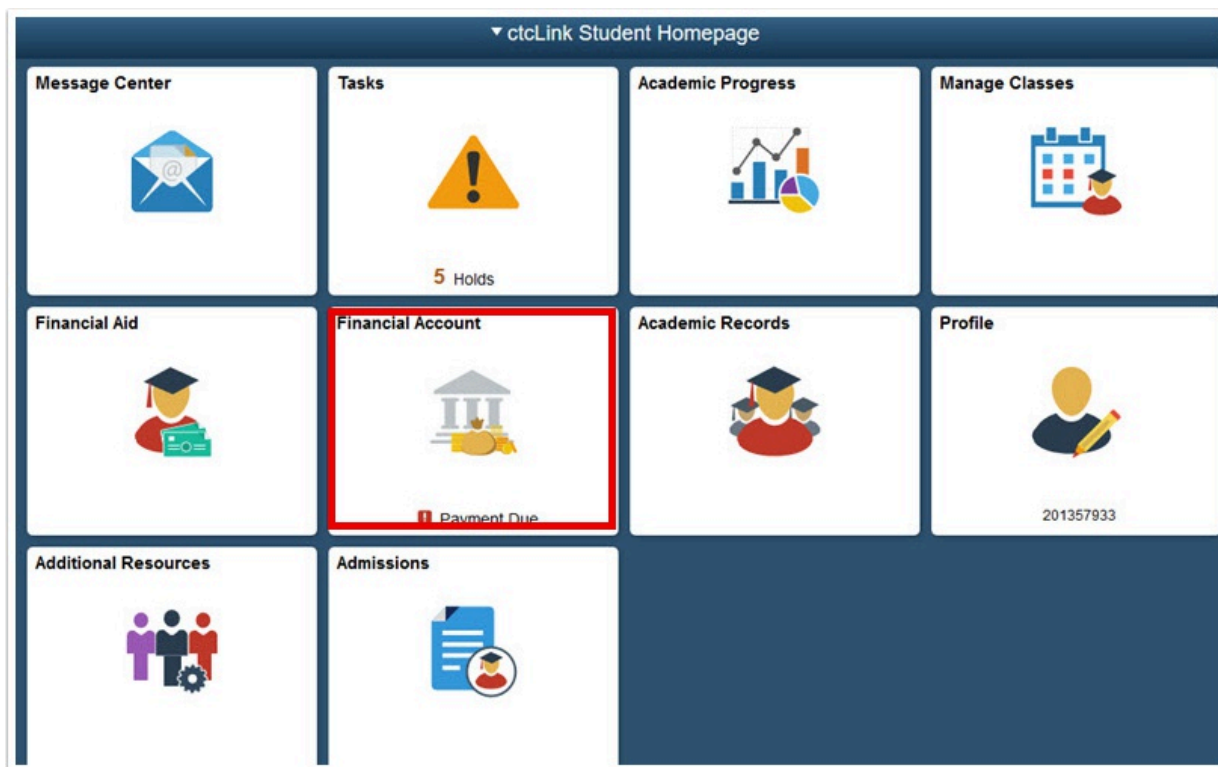 ctcLink Student Homepage
Message Center
Tasks
Academic Progress
Manage Classes
@
5 Holds
Financial Aid
Financial Account
Academic Records
Profile
! Payment Due
201357933
Additional Resources
Admissions